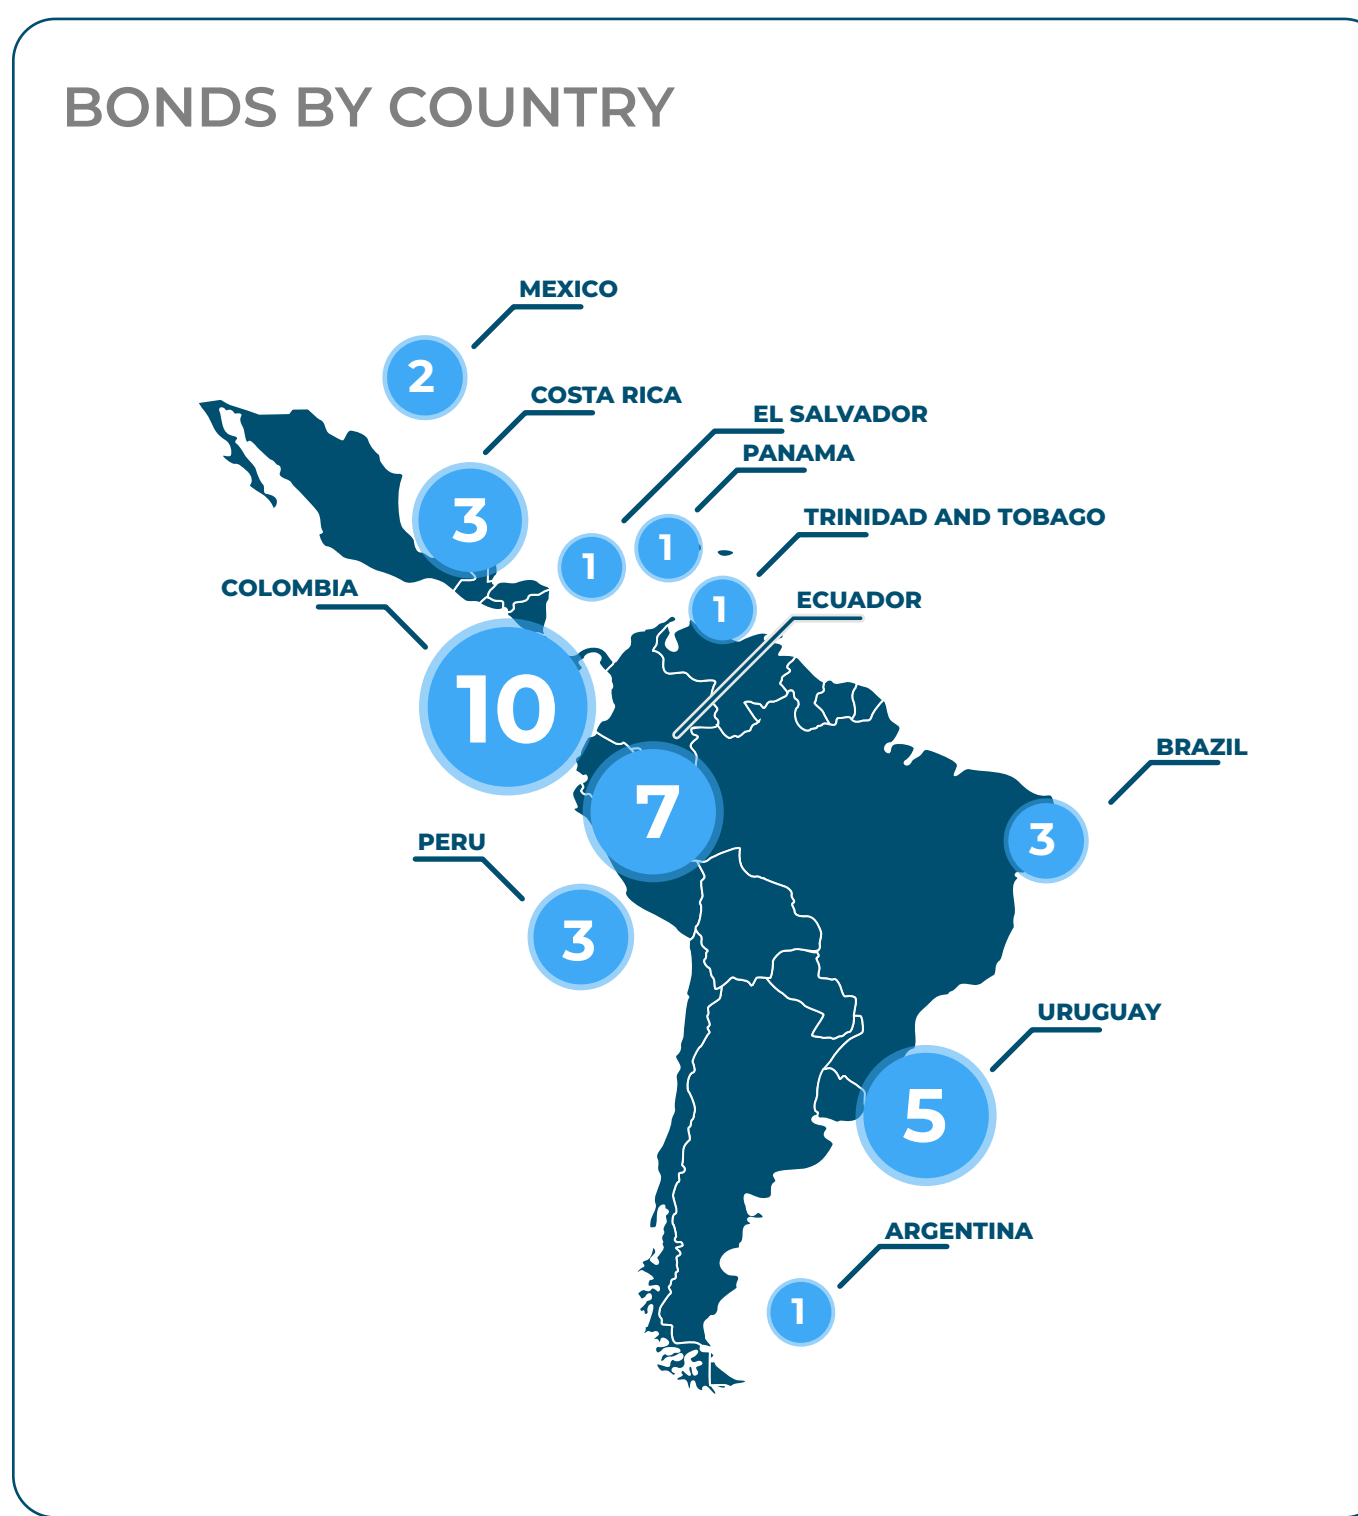 BONDS BY COUNTRY
MEXICO
2
COSTA RICA
3
EL SALVADOR
1
PANAMA
1
TRINIDAD AND TOBAGO
1
COLOMBIA
10
ECUADOR
7
BRAZIL
3
PERU
3
URUGUAY
5
ARGENTINA
1